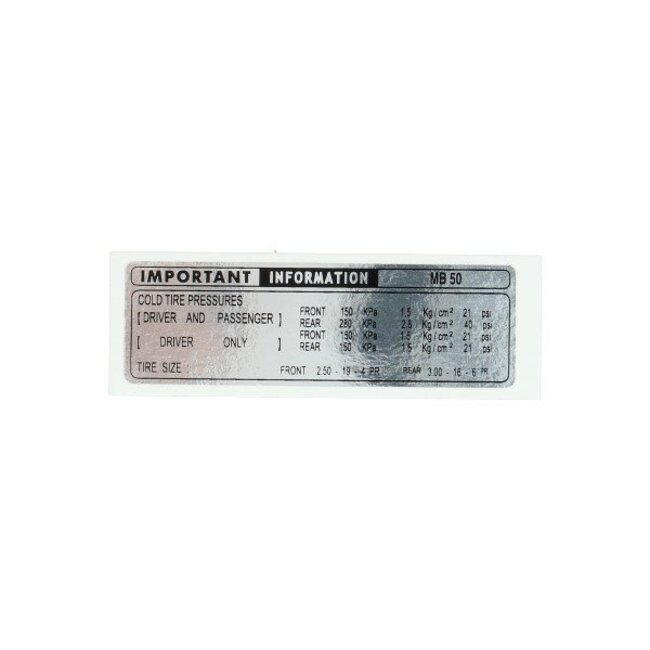 IMPORTANT INFORMATION MB 50
COLD TIRE PRESSURES
[ DRIVER AND PASSENGER ] FRONT 150 KPa 1.5 Kg/cm² 21 psi
REAR 280 KPa 2.8 Kg/cm² 40 psi
[ DRIVER ONLY ] FRONT 150 KPa 1.5 Kg/cm² 21 psi
REAR 150 KPa 1.5 Kg/cm² 21 psi
TIRE SIZE : FRONT 2.50 - 19 - 4 PR REAR 3.00 - 16 - 6 PR